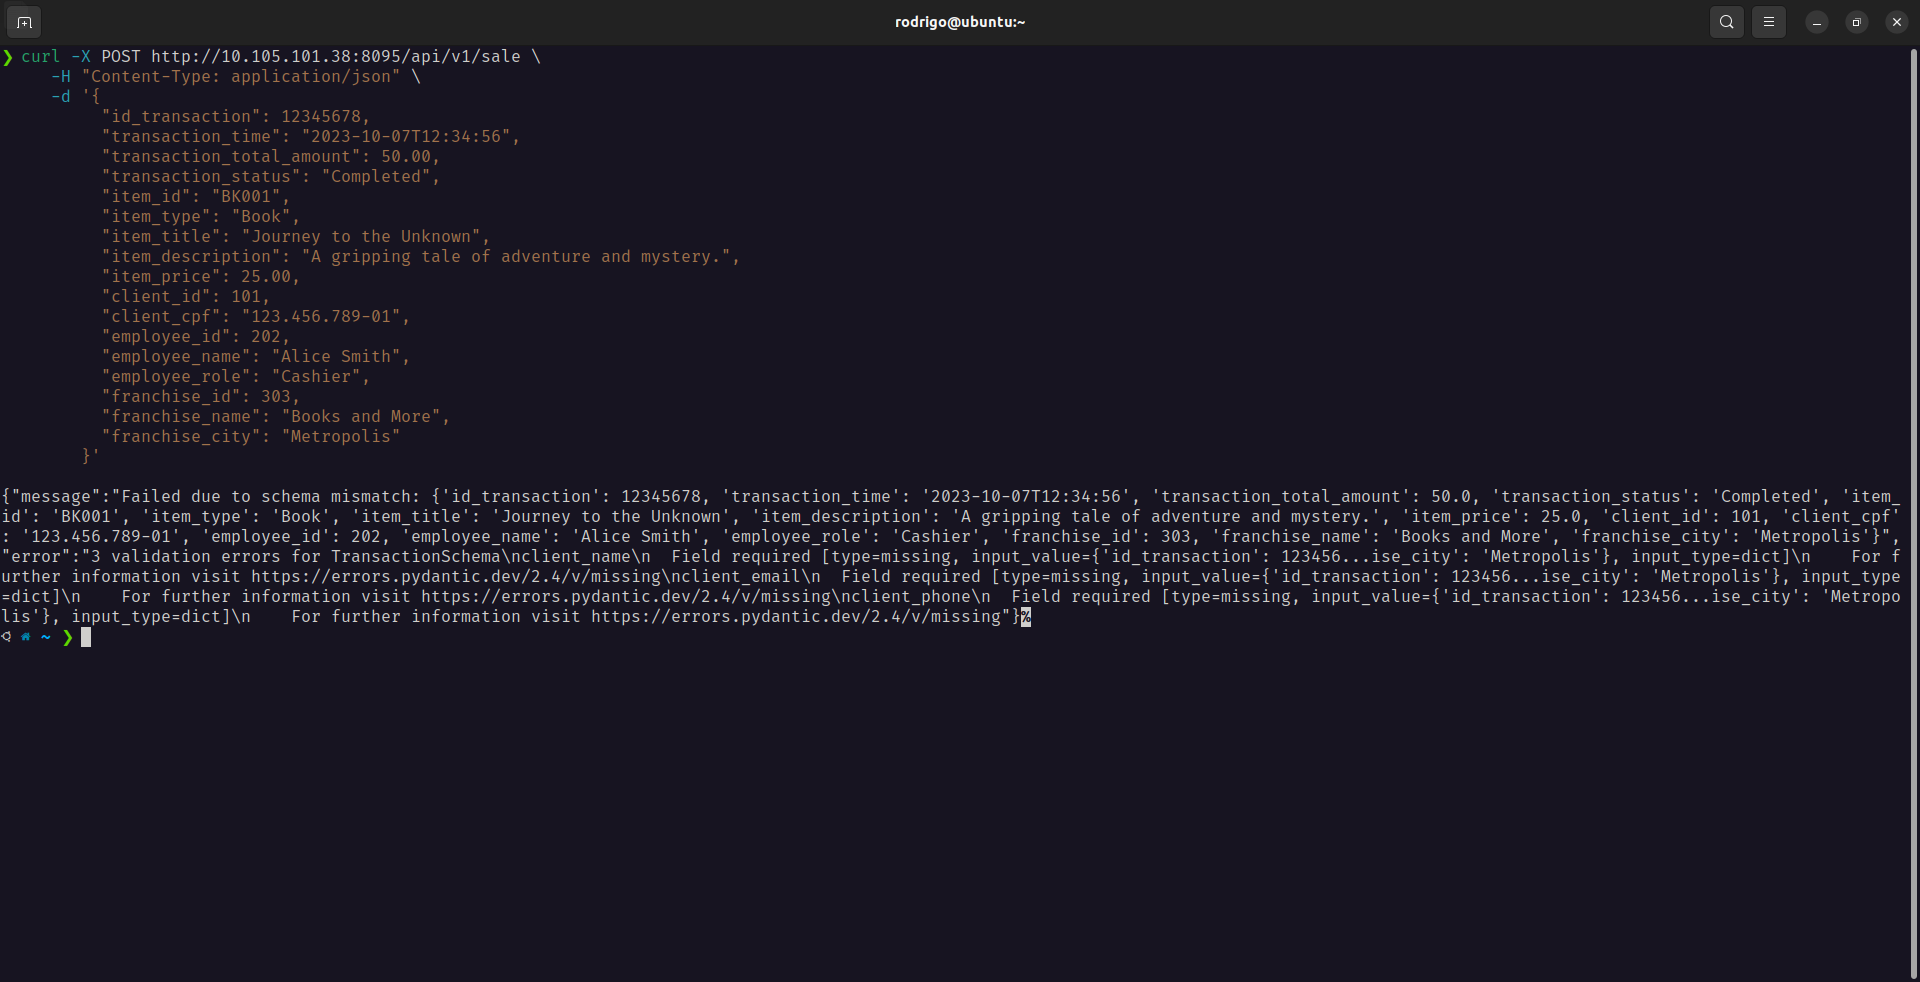 rodrigo@ubuntu:~
❯ curl -X POST http://10.105.101.38:8095/api/v1/sale \
     -H "Content-Type: application/json" \
     -d '{
          "id_transaction": 12345678,
          "transaction_time": "2023-10-07T12:34:56",
          "transaction_total_amount": 50.00,
          "transaction_status": "Completed",
          "item_id": "BK001",
          "item_type": "Book",
          "item_title": "Journey to the Unknown",
          "item_description": "A gripping tale of adventure and mystery.",
          "item_price": 25.00,
          "client_id": 101,
          "client_cpf": "123.456.789-01",
          "employee_id": 202,
          "employee_name": "Alice Smith",
          "employee_role": "Cashier",
          "franchise_id": 303,
          "franchise_name": "Books and More",
          "franchise_city": "Metropolis"
        }'
{"message":"Failed due to schema mismatch: {'id_transaction': 12345678, 'transaction_time': '2023-10-07T12:34:56', 'transaction_total_amount': 50.0, 'transaction_status': 'Completed', 'item_
id': 'BK001', 'item_type': 'Book', 'item_title': 'Journey to the Unknown', 'item_description': 'A gripping tale of adventure and mystery.', 'item_price': 25.0, 'client_id': 101, 'client_cpf'
: '123.456.789-01', 'employee_id': 202, 'employee_name': 'Alice Smith', 'employee_role': 'Cashier', 'franchise_id': 303, 'franchise_name': 'Books and More', 'franchise_city': 'Metropolis'}",
"error":"3 validation errors for TransactionSchema\nclient_name\n  Field required [type=missing, input_value={'id_transaction': 123456...ise_city': 'Metropolis'}, input_type=dict]\n    For f
urther information visit https://errors.pydantic.dev/2.4/v/missing\nclient_email\n  Field required [type=missing, input_value={'id_transaction': 123456...ise_city': 'Metropolis'}, input_type
=dict]\n    For further information visit https://errors.pydantic.dev/2.4/v/missing\nclient_phone\n  Field required [type=missing, input_value={'id_transaction': 123456...ise_city': 'Metropo
lis'}, input_type=dict]\n    For further information visit https://errors.pydantic.dev/2.4/v/missing"}%
~ ❯